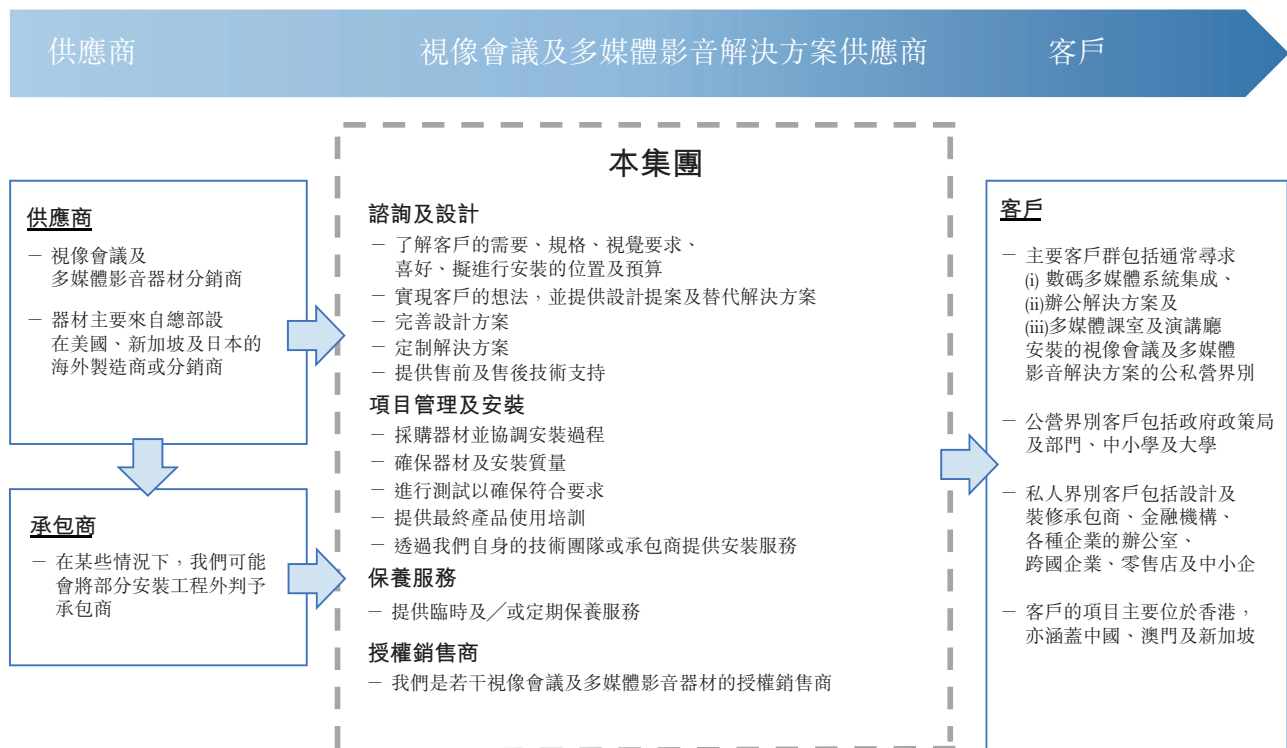 供應商
視像會議及多媒體影音解決方案供應商
客戶
供應商
– 視像會議及
多媒體影音器材分銷商
– 器材主要來自總部設
在美國、新加坡及日本的
海外製造商或分銷商
承包商
– 在某些情況下，我們可能
會將部分安裝工程外判予
承包商
本集團
諮詢及設計
– 了解客戶的需要、規格、視覺要求、
喜好、擬進行安裝的位置及預算
– 實現客戶的想法，並提供設計提案及替代解決方案
– 完善設計方案
– 定制解決方案
– 提供售前及售後技術支持
項目管理及安裝
– 採購器材並協調安裝過程
– 確保器材及安裝質量
– 進行測試以確保符合要求
– 提供最終產品使用培訓
– 透過我們自身的技術團隊或承包商提供安裝服務
保養服務
– 提供臨時及／或定期保養服務
授權銷售商
– 我們是若干視像會議及多媒體影音器材的授權銷售商
客戶
– 主要客戶群包括通常尋求
(i) 數碼多媒體系統集成、
(ii)辦公解決方案及
(iii)多媒體課室及演講廳
安裝的視像會議及多媒體
影音解決方案的公私營界別
– 公營界別客戶包括政府政策局
及部門、中小學及大學
– 私人界別客戶包括設計及
裝修承包商、金融機構、
各種企業的辦公室、
跨國企業、零售店及中小企
– 客戶的項目主要位於香港，
亦涵蓋中國、澳門及新加坡